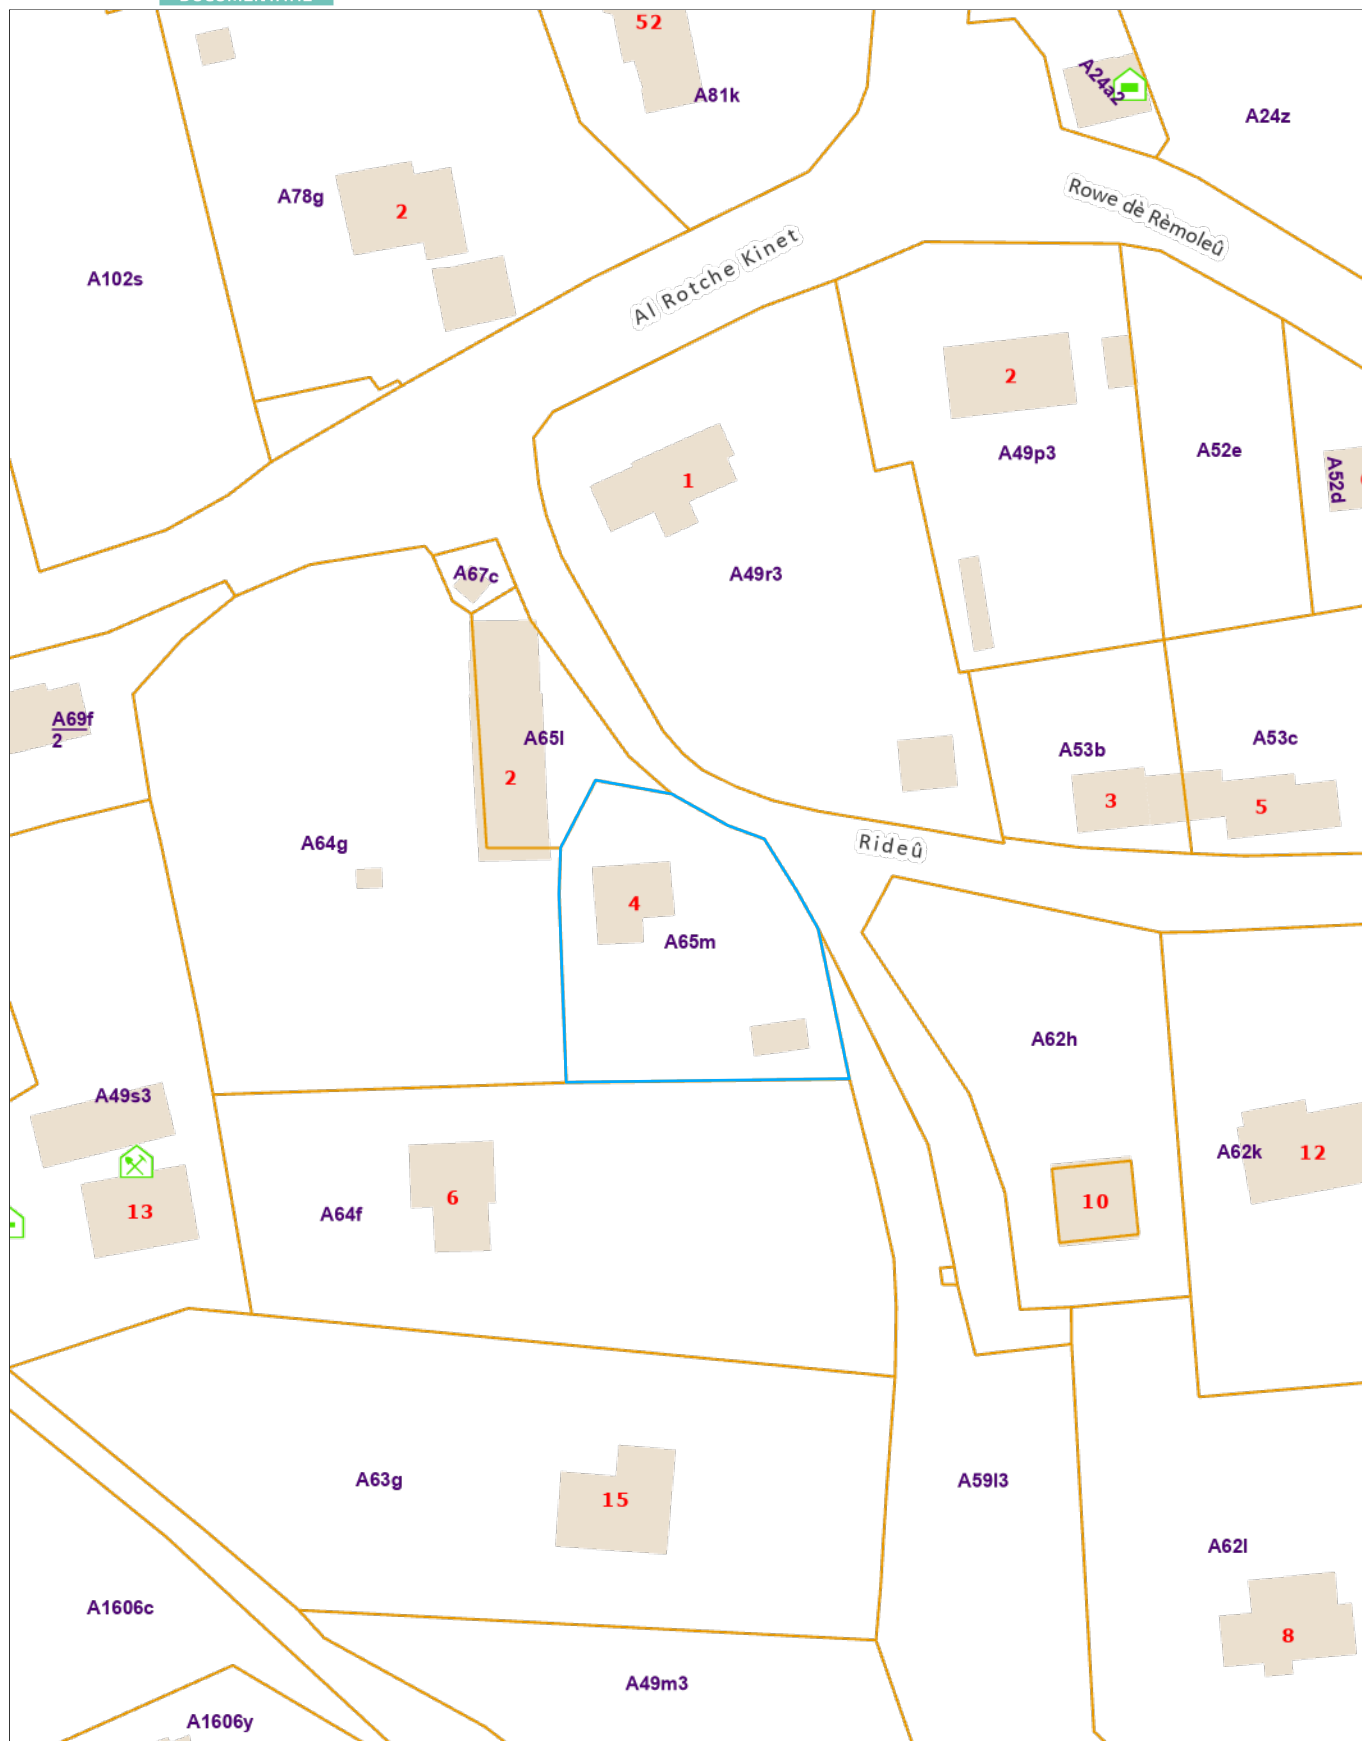 52
A81k
A24a2
A24z
A78g
2
Rowe dè Rèmoleû
A102s
Al Rotche Kinet
2
A49p3
A52e
A52d
1
A67c
A49r3
A69f
2
A65l
2
A53b
A53c
3
5
A64g
Rideû
4
A65m
A62h
A49s3
13
A62k
12
6
A64f
10
A63g
15
A59l3
A62l
A1606c
8
A49m3
A1606y